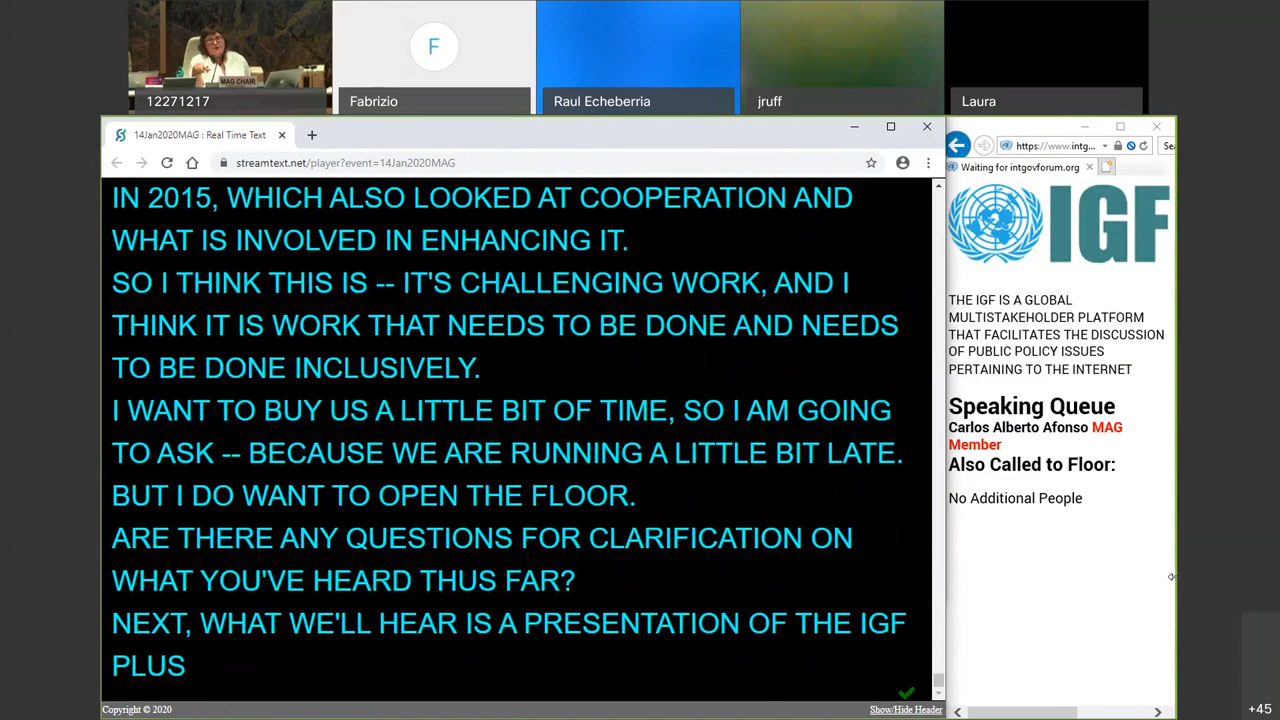 MAG CHAIR
12271217
F
Fabrizio
Raul Echeberria
jruff
Laura
14Jan2020MAG : Real Time Text
streamtext.net/player?event=14Jan2020MAG
IN 2015, WHICH ALSO LOOKED AT COOPERATION AND
WHAT IS INVOLVED IN ENHANCING IT.
SO I THINK THIS IS -- IT'S CHALLENGING WORK, AND I
THINK IT IS WORK THAT NEEDS TO BE DONE AND NEEDS
TO BE DONE INCLUSIVELY.
I WANT TO BUY US A LITTLE BIT OF TIME, SO I AM GOING
TO ASK -- BECAUSE WE ARE RUNNING A LITTLE BIT LATE.
BUT I DO WANT TO OPEN THE FLOOR.
ARE THERE ANY QUESTIONS FOR CLARIFICATION ON
WHAT YOU'VE HEARD THUS FAR?
NEXT, WHAT WE'LL HEAR IS A PRESENTATION OF THE IGF
PLUS
Copyright © 2020
Show/Hide Header
https://www.intg...
Sea
Waiting for intgovforum.org
IGF
THE IGF IS A GLOBAL
MULTISTAKEHOLDER PLATFORM
THAT FACILITATES THE DISCUSSION
OF PUBLIC POLICY ISSUES
PERTAINING TO THE INTERNET
Speaking Queue
Carlos Alberto Afonso MAG
Member
Also Called to Floor:
No Additional People
+45